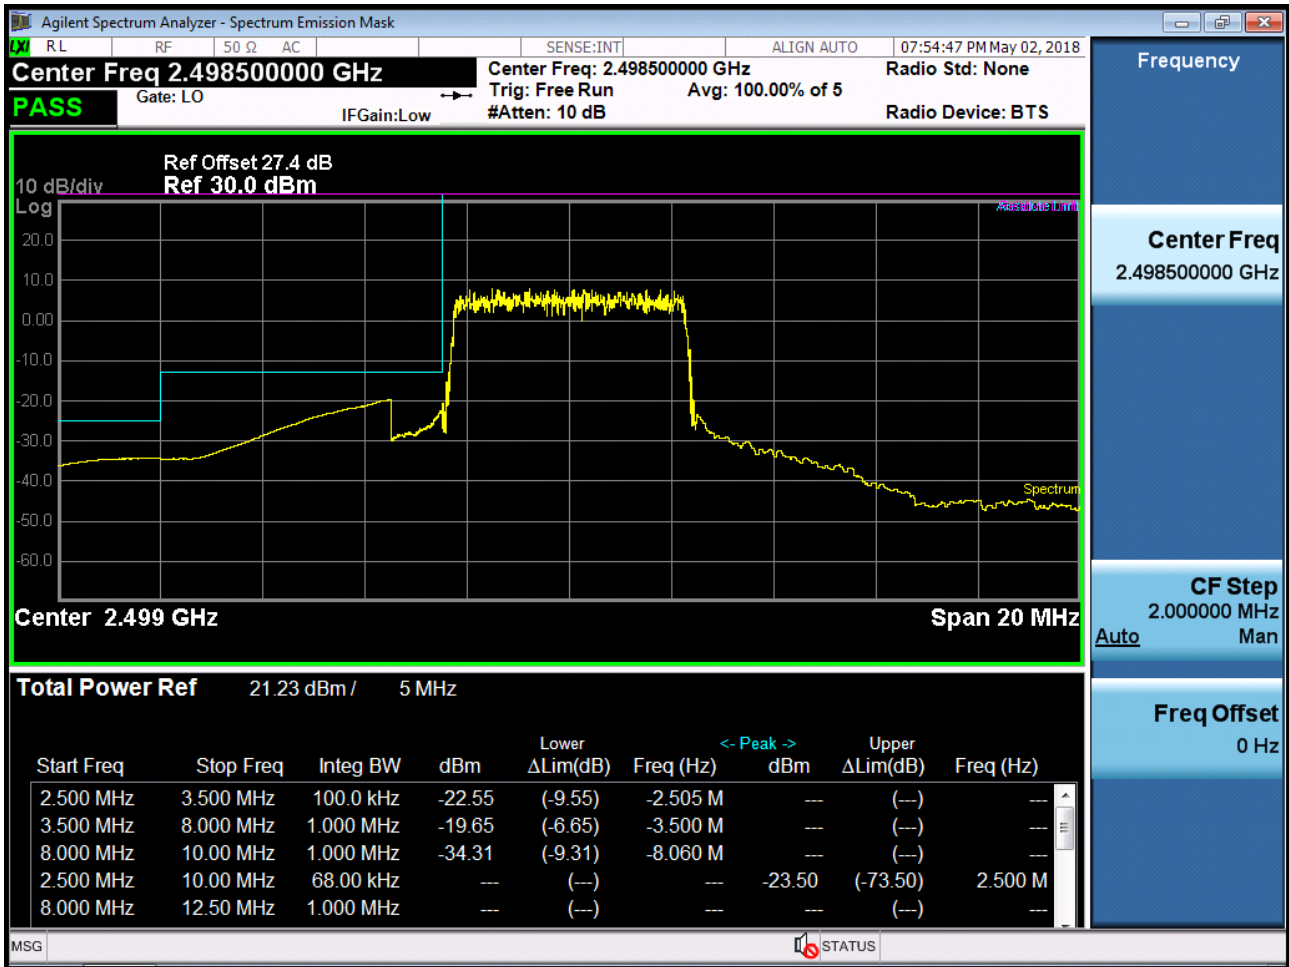 Agilent Spectrum Analyzer - Spectrum Emission Mask
LXI RL RF 50 Ω AC SENSE:INT ALIGN AUTO 07:54:47 PM May 02, 2018
Center Freq 2.498500000 GHz
Center Freq: 2.498500000 GHz Radio Std: None
PASS Gate: LO Trig: Free Run Avg: 100.00% of 5
IFGain:Low #Atten: 10 dB Radio Device: BTS
Ref Offset 27.4 dB
10 dB/div Ref 30.0 dBm
Log
Absolute Limit
20.0
10.0
0.00
-10.0
-20.0
-30.0
-40.0
Spectrum
-50.0
-60.0
Center 2.499 GHz Span 20 MHz
Total Power Ref 21.23 dBm / 5 MHz
Lower <- Peak -> Upper
Start Freq Stop Freq Integ BW dBm ΔLim(dB) Freq (Hz) dBm ΔLim(dB) Freq (Hz)
2.500 MHz 3.500 MHz 100.0 kHz -22.55 (-9.55) -2.505 M --- (---) ---
3.500 MHz 8.000 MHz 1.000 MHz -19.65 (-6.65) -3.500 M --- (---) ---
8.000 MHz 10.00 MHz 1.000 MHz -34.31 (-9.31) -8.060 M --- (---) ---
2.500 MHz 10.00 MHz 68.00 kHz --- (---) --- -23.50 (-73.50) 2.500 M
8.000 MHz 12.50 MHz 1.000 MHz --- (---) --- --- (---) ---
MSG STATUS
Frequency
Center Freq
2.498500000 GHz
CF Step
2.000000 MHz
Auto Man
Freq Offset
0 Hz